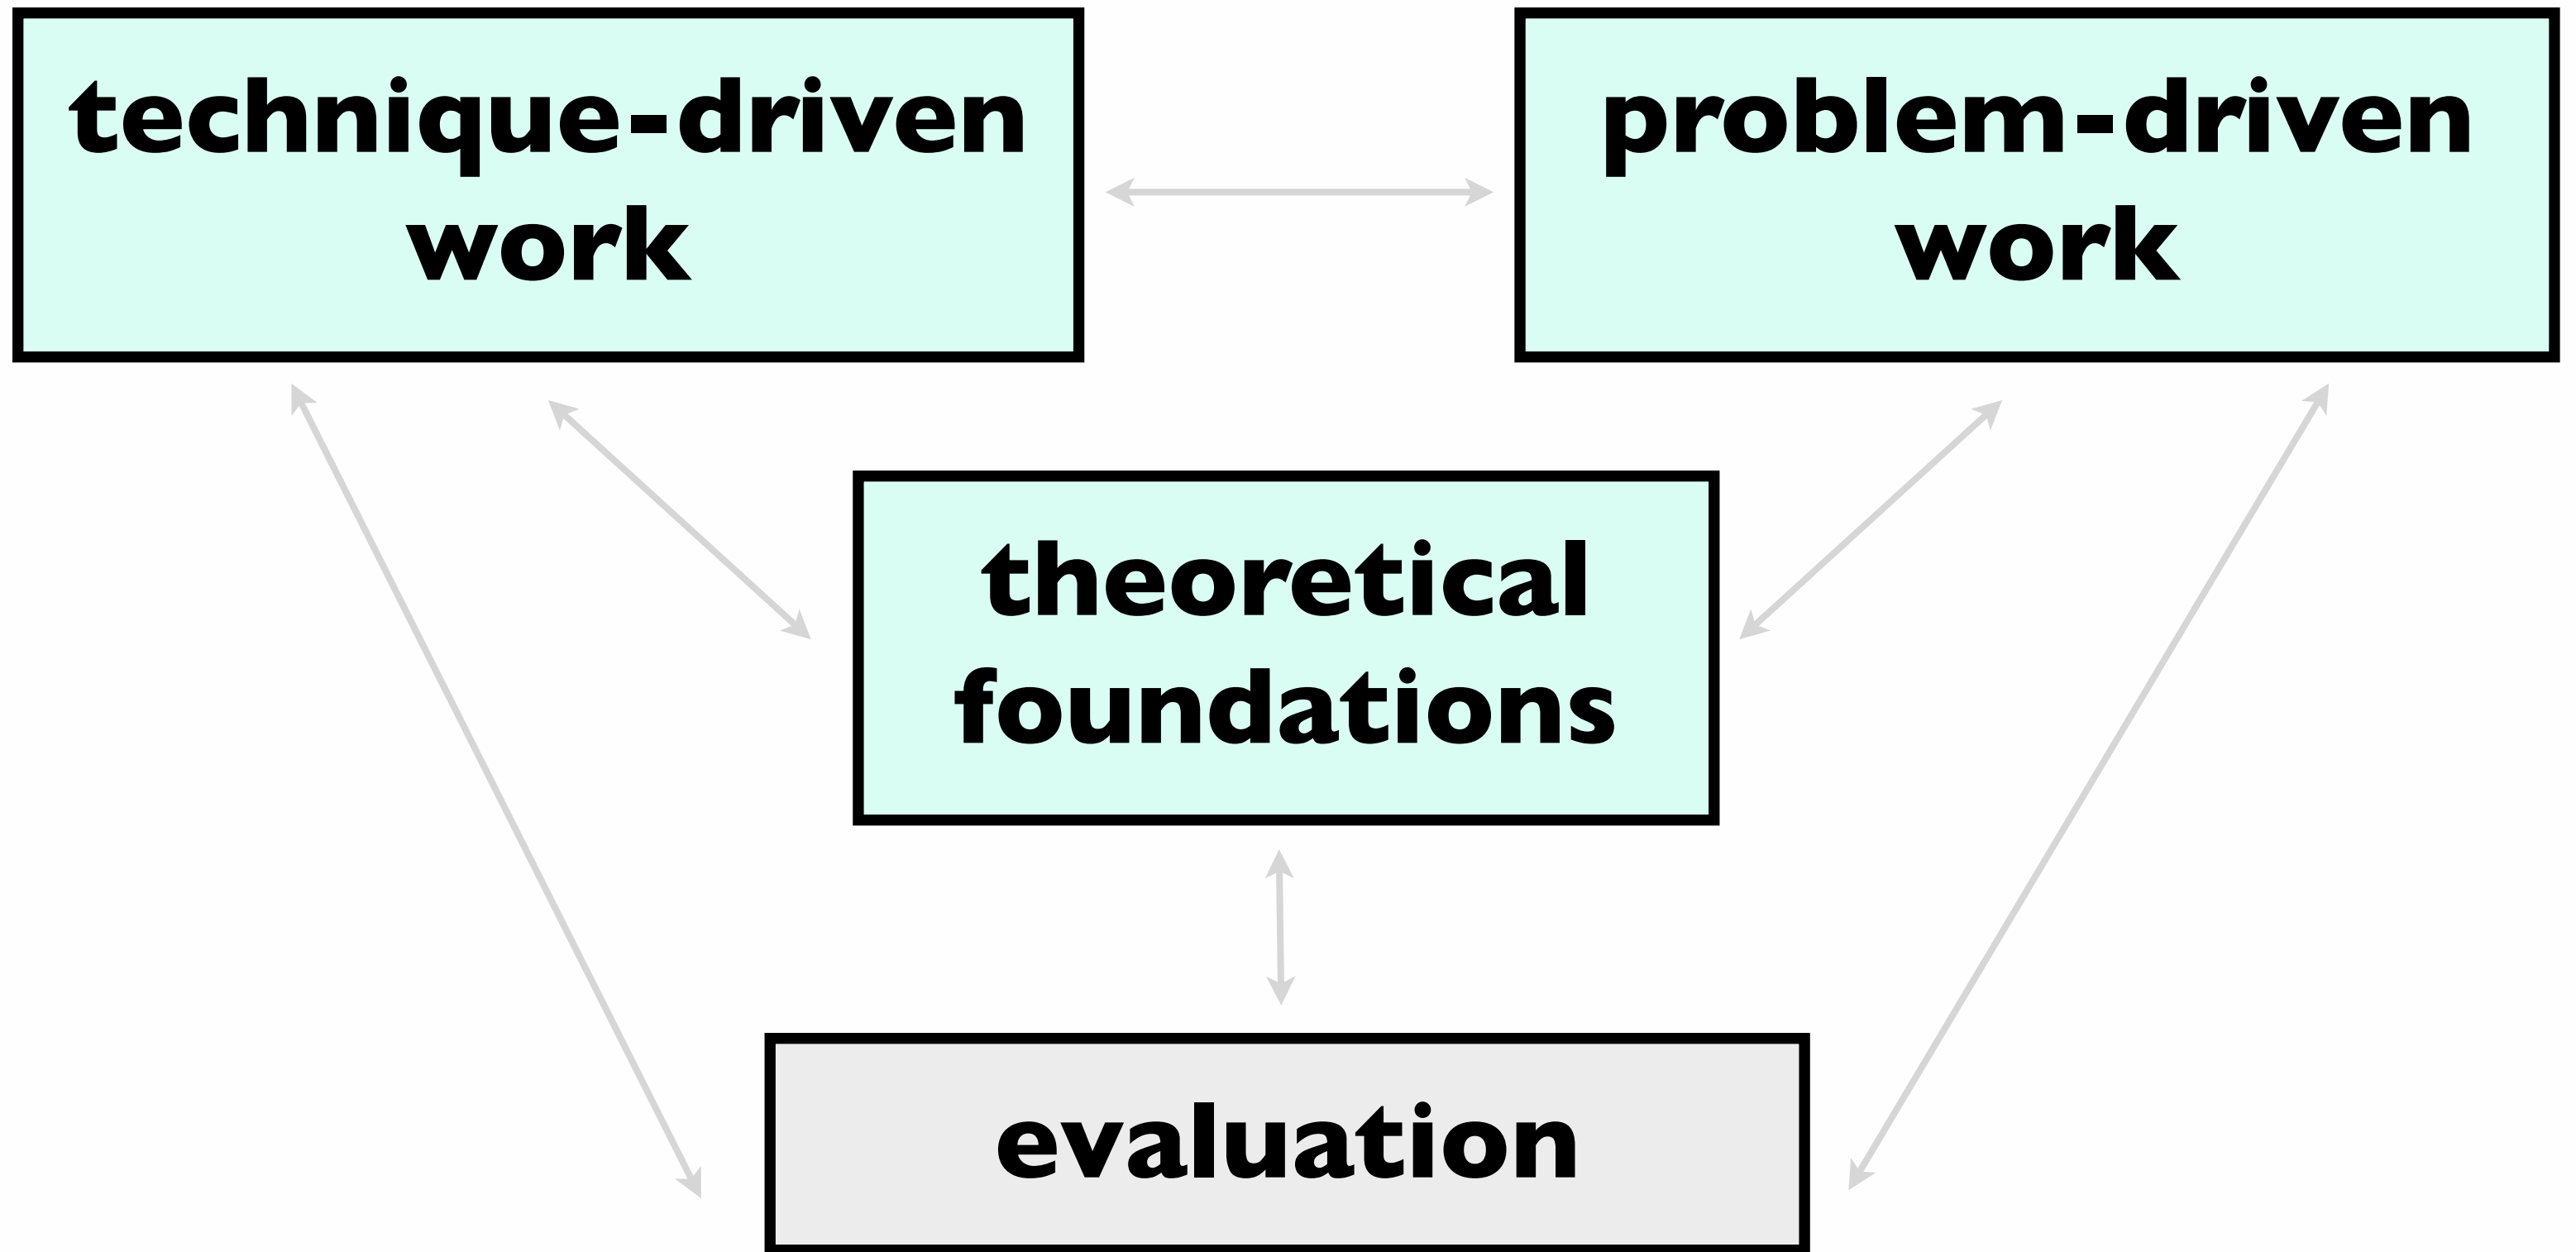 technique-driven
work
problem-driven
work
theoretical
foundations
evaluation